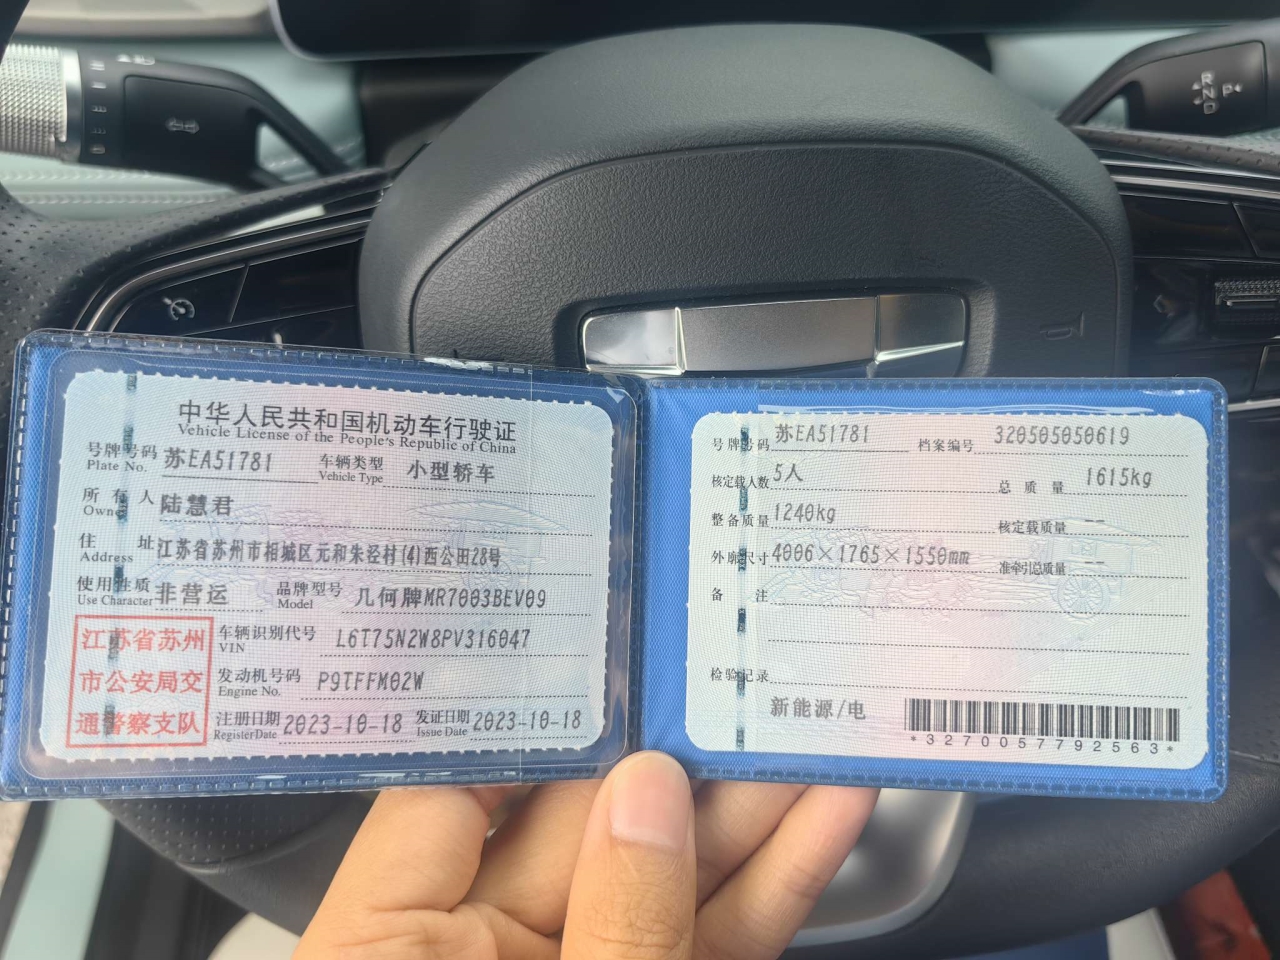 中华人民共和国机动车行驶证
Vehicle License of the People's Republic of China
号牌号码 苏EA51781 车辆类型 小型轿车
Plate No. Vehicle Type
所有人 陆慧君
Owner
住址 江苏省苏州市相城区元和朱径村(4)西公田28号
Address
使用性质 非营运 品牌型号 几何牌MR7003BEV09
Use Character Model
江苏省苏州
市公安局交
通警察支队
车辆识别代号 L6T75N2W8PV316047
VIN
发动机号码 P9TFFM02W
Engine No.
注册日期 2023-10-18 发证日期 2023-10-18
Register Date Issue Date
号牌号码 苏EA51781 档案编号 320505050619
核定载人数 5人 总质量 1615kg
整备质量 1240kg 核定载质量 --
外廓尺寸 4006×1765×1550mm 准牵引总质量 --
备注
检验记录
新能源/电
*3270057792563*
R
N P
D